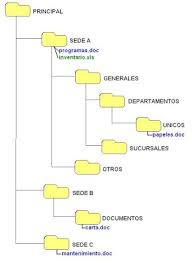 PRINCIPAL
SEDE A
programas.doc
inventario.xls
GENERALES
DEPARTAMENTOS
UNICOS
papeles.doc
SUCURSALES
OTROS
SEDE B
DOCUMENTOS
carta.doc
SEDE C
mantenimiento.doc